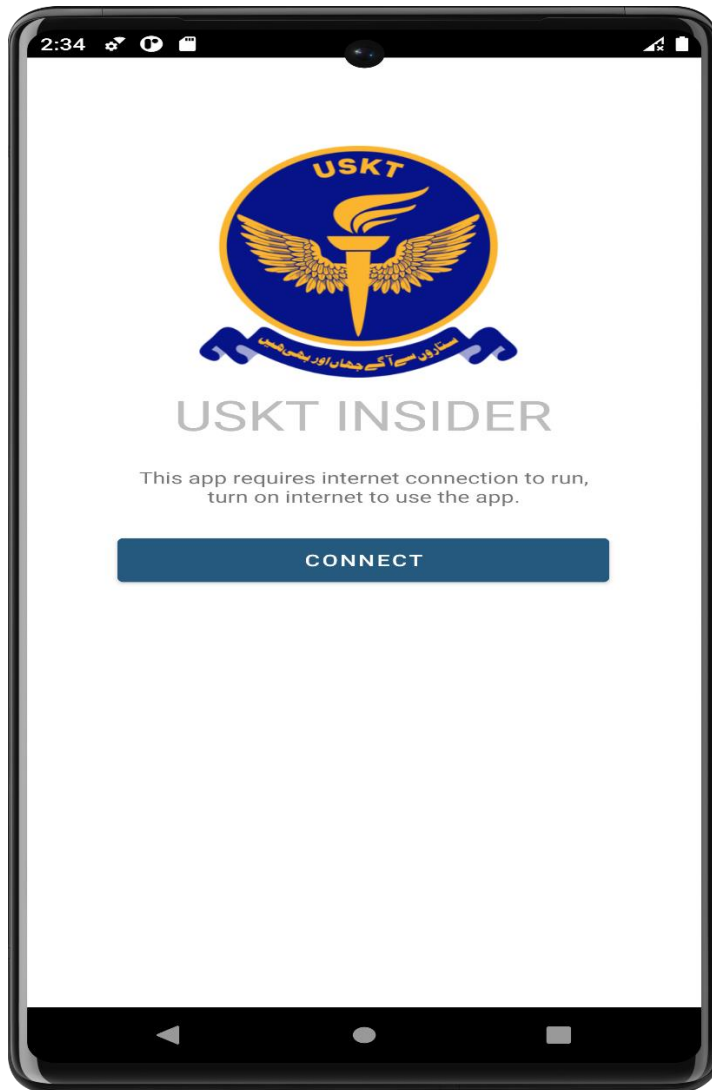 2:34
USKT
ستاروں سے آگے جہاں اور بھی ہیں
USKT INSIDER
This app requires internet connection to run,
turn on internet to use the app.
CONNECT